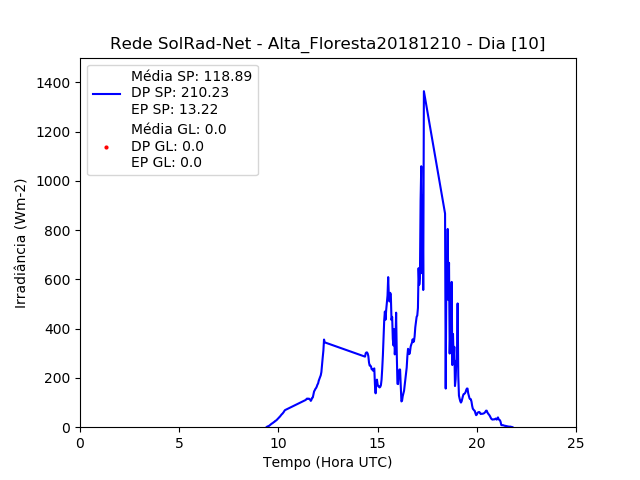 Rede SolRad-Net - Alta_Floresta20181210 - Dia [10]
Média SP: 118.89
DP SP: 210.23
EP SP: 13.22
Média GL: 0.0
DP GL: 0.0
EP GL: 0.0
1400
1200
1000
800
600
400
200
0
Irradiância (Wm-2)
0 5 10 15 20 25
Tempo (Hora UTC)